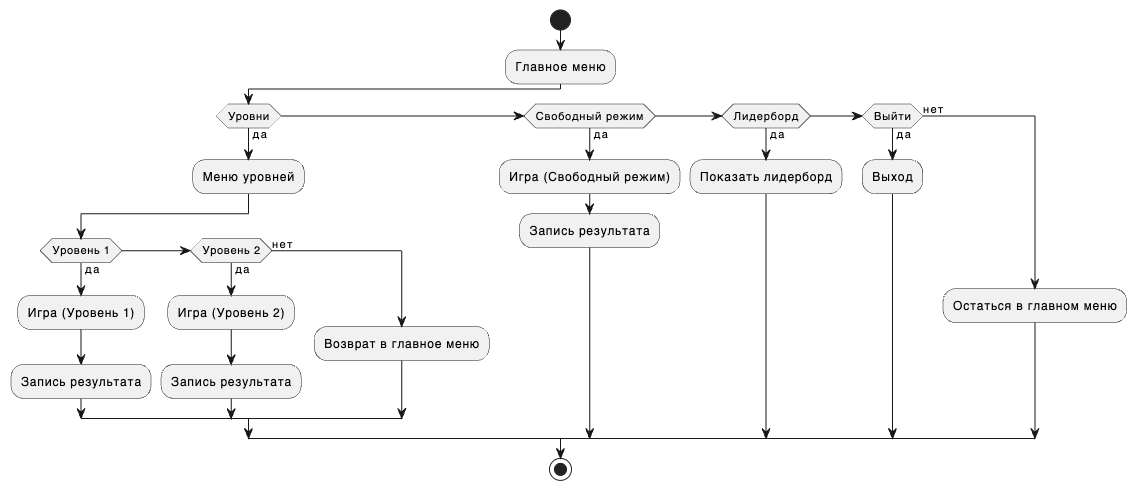 Главное меню
Уровни
Свободный режим
Лидерборд
Выйти
нет
да
да
да
да
Меню уровней
Игра (Свободный режим)
Показать лидерборд
Выход
Запись результата
Уровень 1
Уровень 2
нет
да
да
Игра (Уровень 1)
Игра (Уровень 2)
Остаться в главном меню
Возврат в главное меню
Запись результата
Запись результата